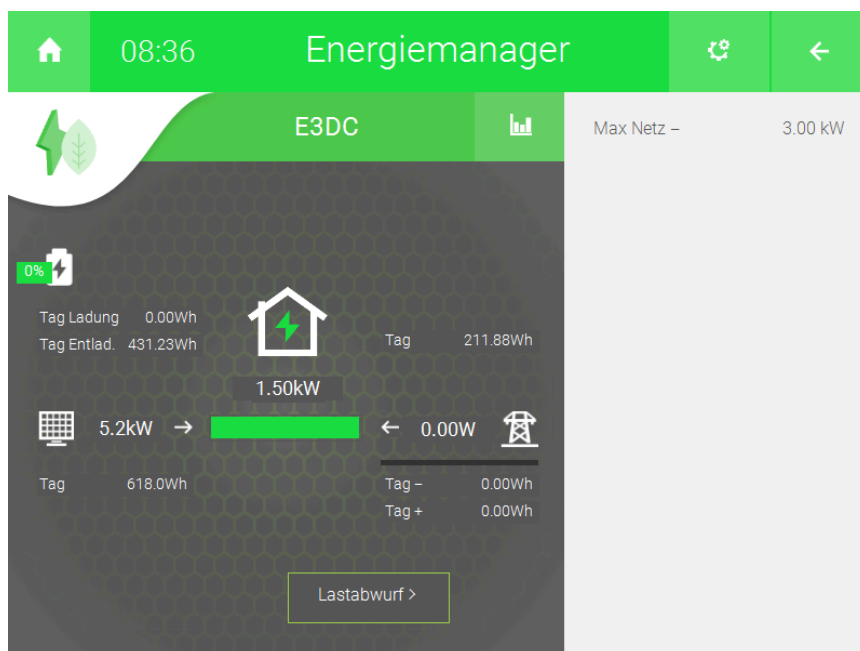 08:36 Energiemanager
E3DC
Max Netz – 3.00 kW
0%
Tag Ladung 0.00Wh
Tag Entlad. 431.23Wh
Tag 211.88Wh
1.50kW
5.2kW → ← 0.00W
Tag 618.0Wh
Tag – 0.00Wh
Tag + 0.00Wh
Lastabwurf >